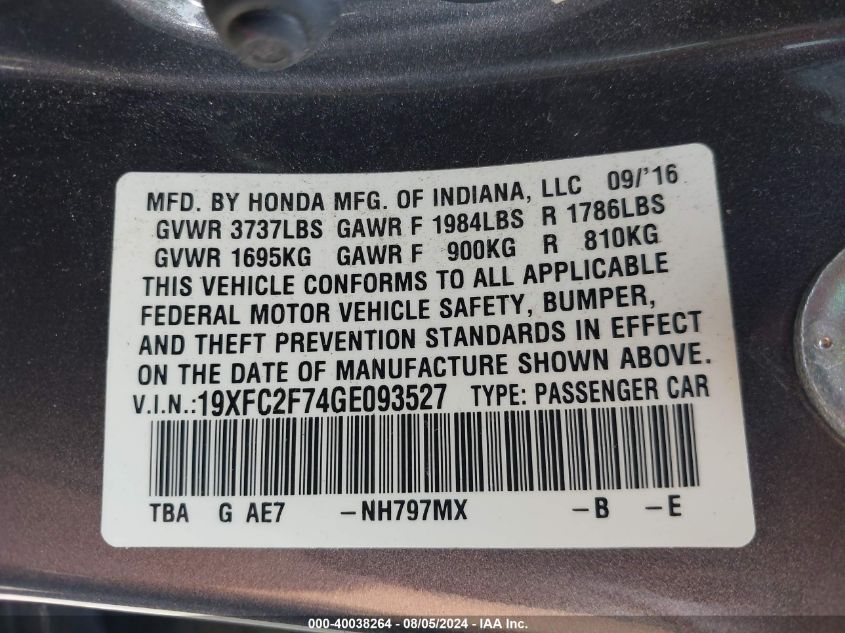 MFD. BY HONDA MFG. OF INDIANA, LLC 09/'16
GVWR 3737LBS GAWR F 1984LBS R 1786LBS
GVWR 1695KG GAWR F 900KG R 810KG
THIS VEHICLE CONFORMS TO ALL APPLICABLE
FEDERAL MOTOR VEHICLE SAFETY, BUMPER,
AND THEFT PREVENTION STANDARDS IN EFFECT
ON THE DATE OF MANUFACTURE SHOWN ABOVE.
V.I.N.:19XFC2F74GE093527 TYPE: PASSENGER CAR
TBA G AE7 -NH797MX -B -E
000-40038264 - 08/05/2024 - IAA Inc.